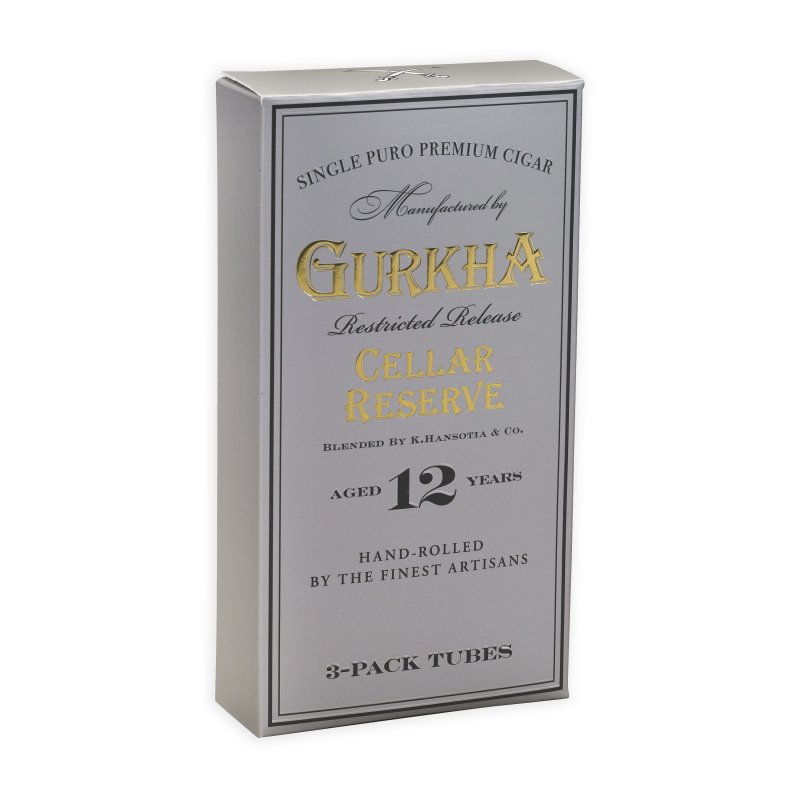 SINGLE PURO PREMIUM CIGAR
Manufactured by
GURKHA
Restricted Release
CELLAR
RESERVE
BLENDED BY K.HANSOTIA & CO.
AGED 12 YEARS
HAND-ROLLED
BY THE FINEST ARTISANS
3-PACK TUBES